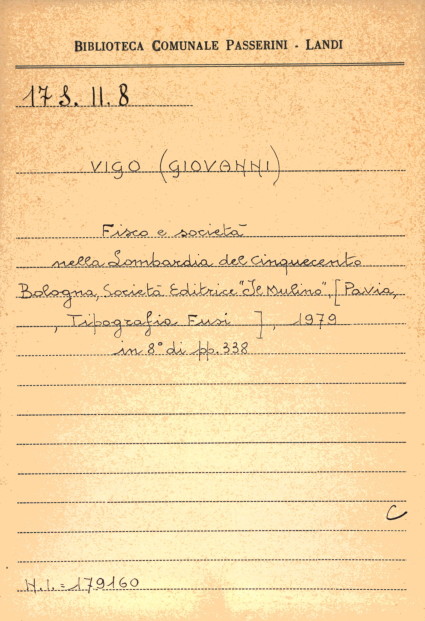 BIBLIOTECA COMUNALE PASSERINI - LANDI
17 S. II. 8
VIGO (GIOVANNI)
Fisco e società
nella Lombardia del Cinquecento
Bologna, Società Editrice "Il Mulino", [Pavia,
, Tipografia Fusi ], 1979
in 8° di pp. 338
C
N.I. = 179160